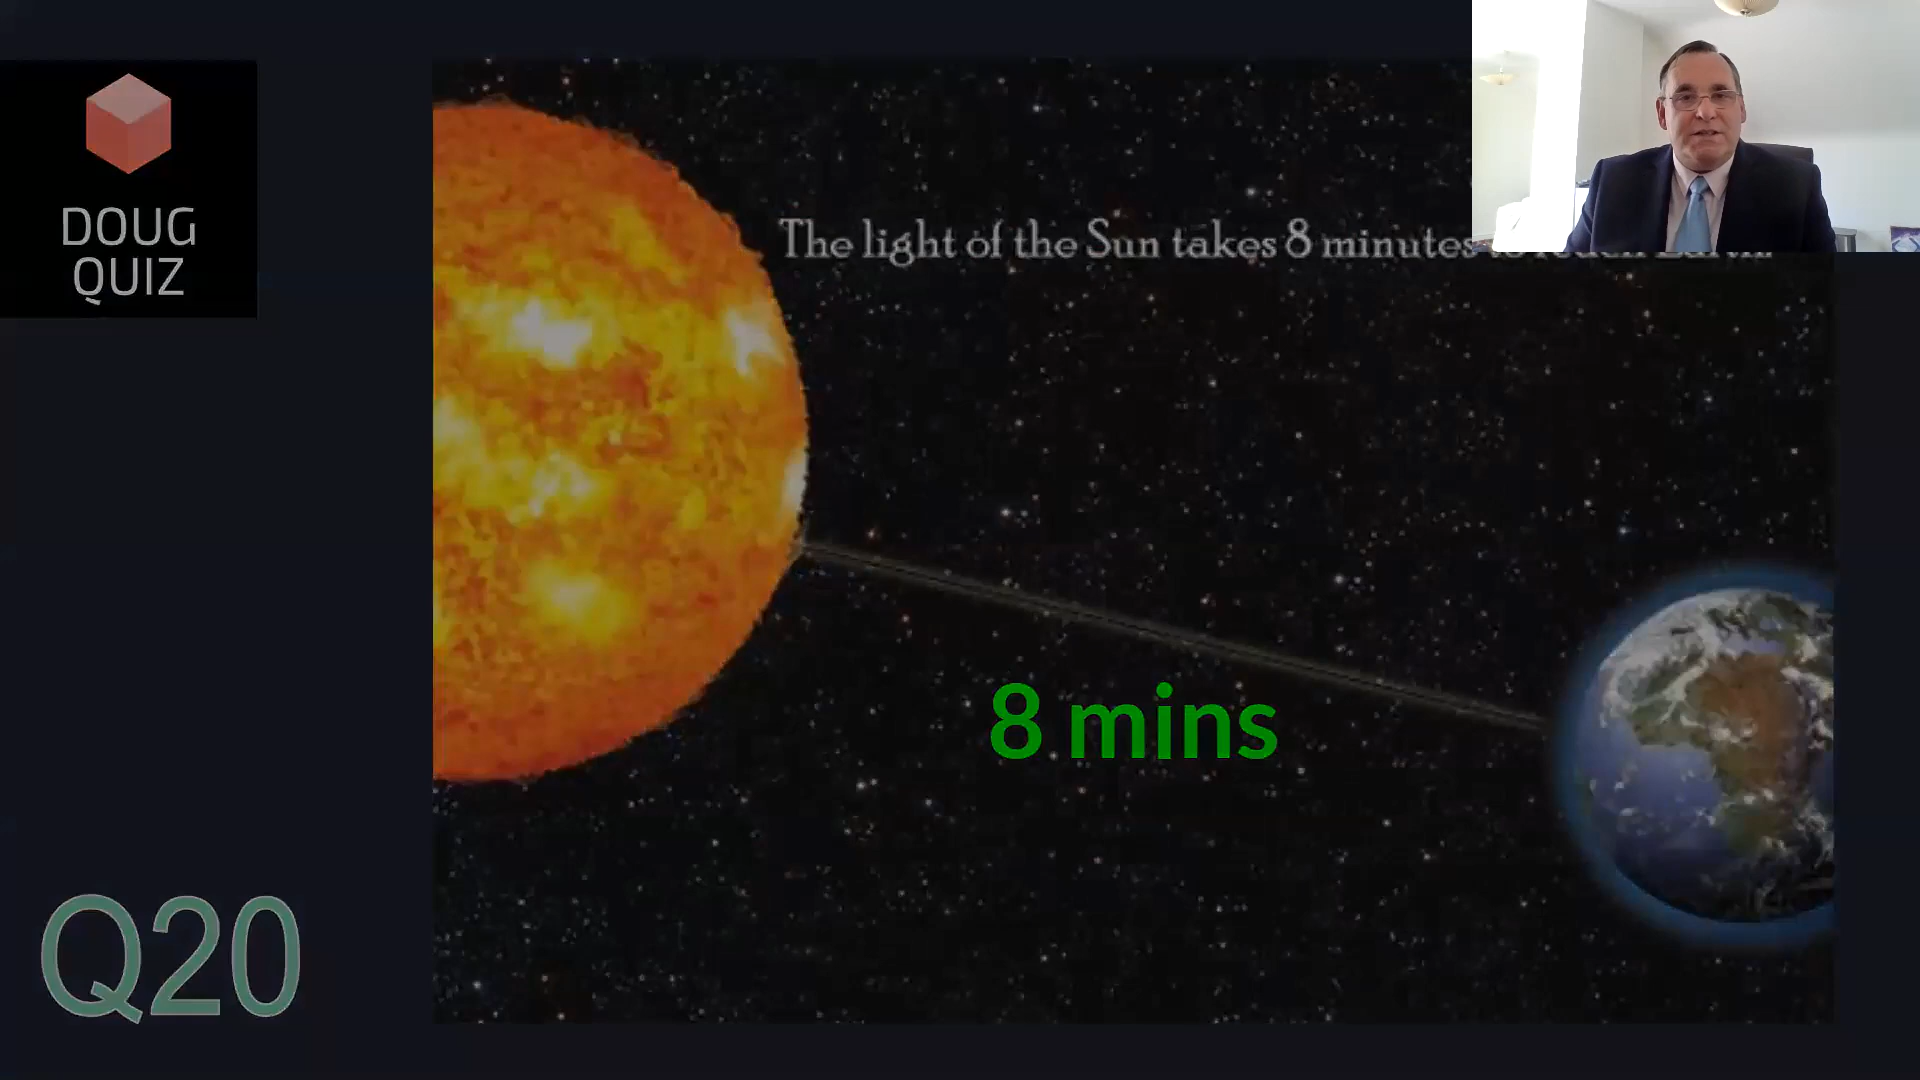 DOUG
QUIZ
The light of the Sun takes 8 minutes
8 mins
Q20